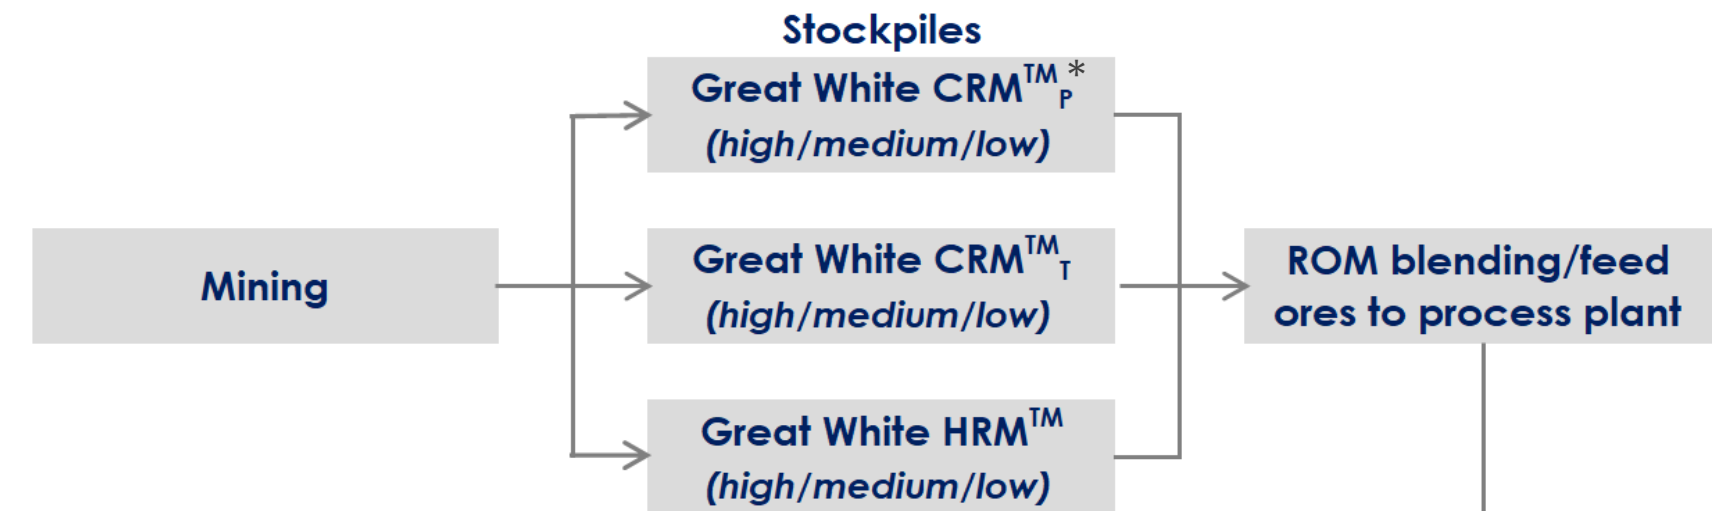 Stockpiles
Great White CRM™P*
(high/medium/low)
Mining
Great White CRM™T
(high/medium/low)
ROM blending/feed
ores to process plant
Great White HRM™
(high/medium/low)